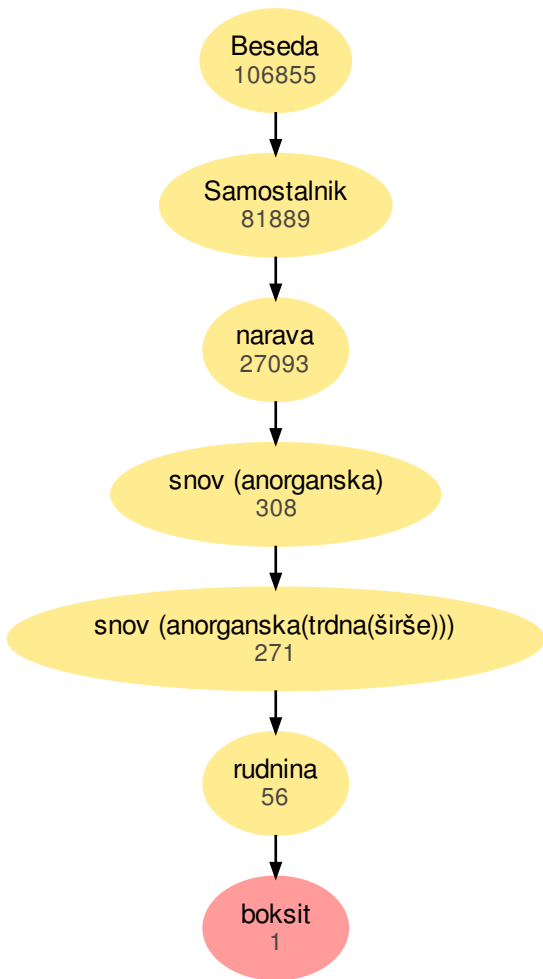 Beseda
106855
Samostalnik
81889
narava
27093
snov (anorganska)
308
snov (anorganska(trdna(širše)))
271
rudnina
56
boksit
1